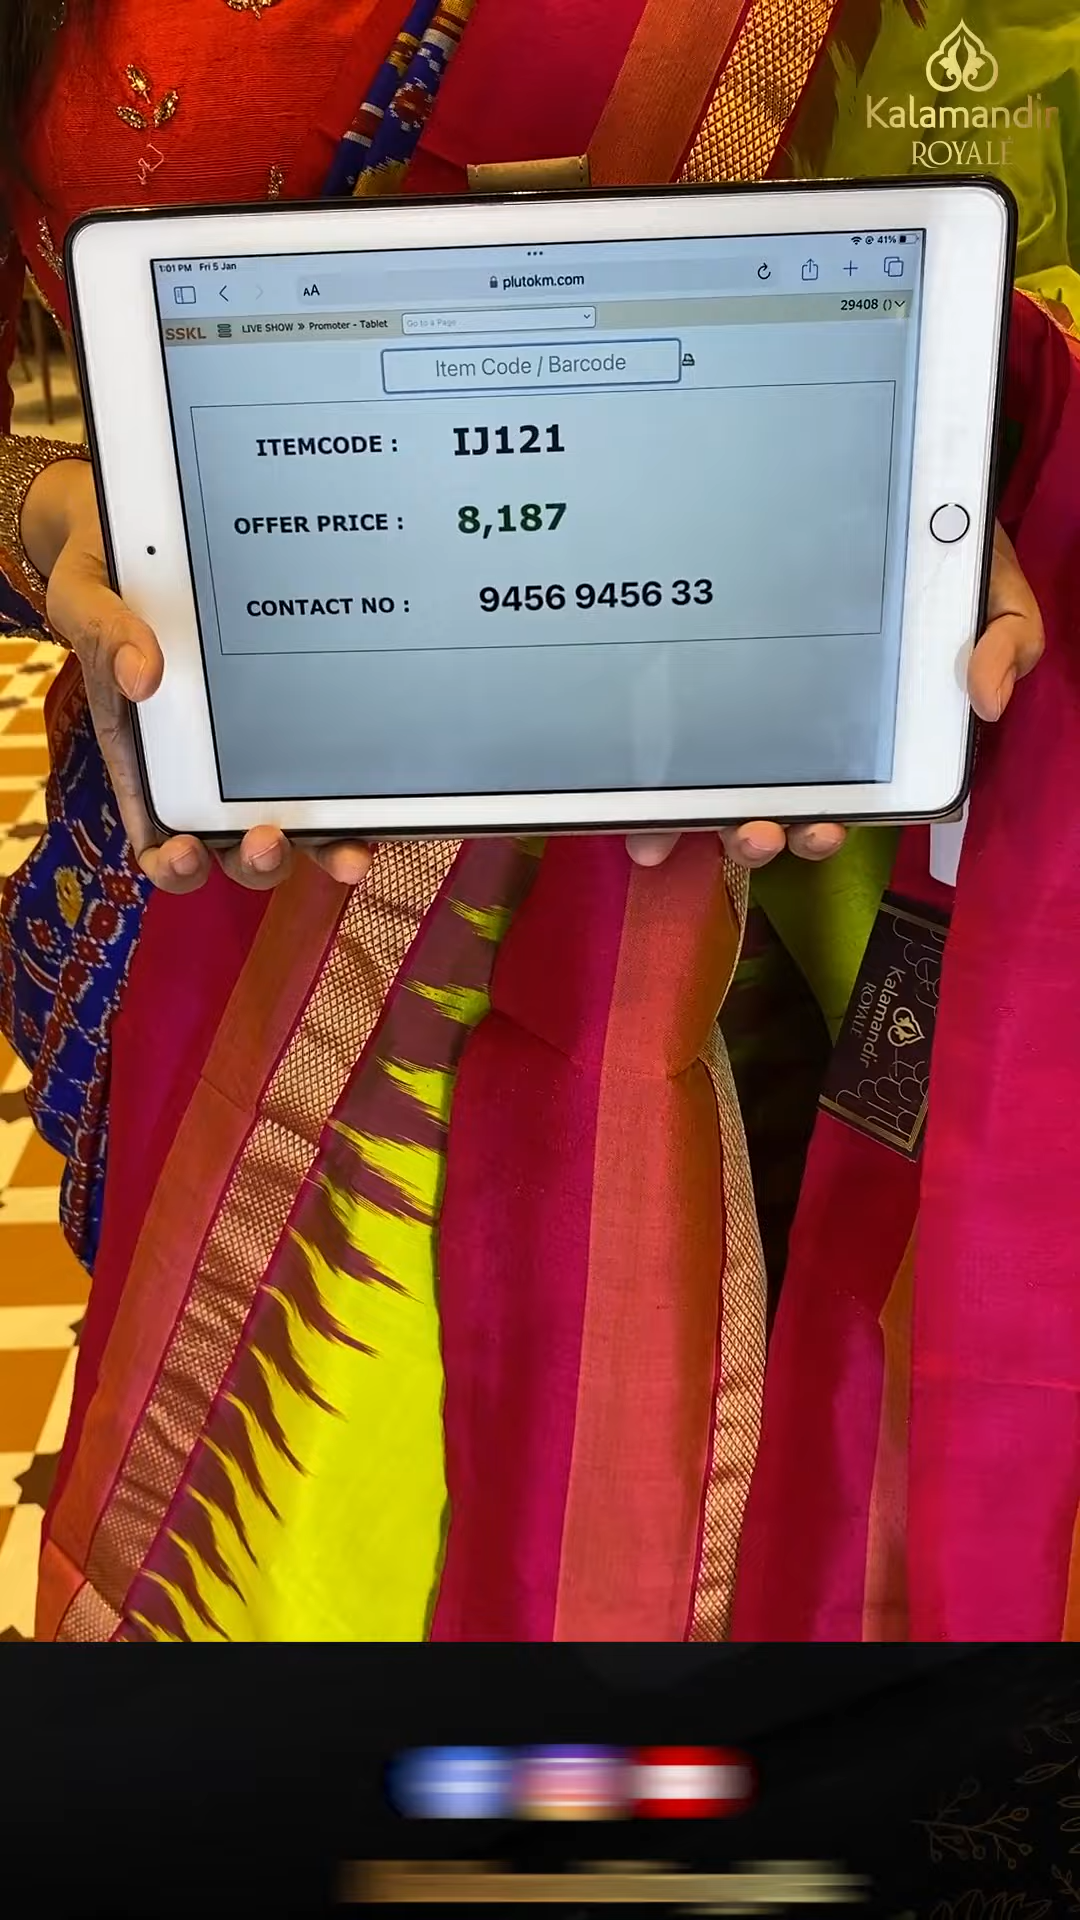 Kalamandir
ROYALE
1:01 PM Fri 5 Jan
41%
AA
plutokm.com
SSKL
LIVE SHOW » Promoter - Tablet
Go to a Page
29408 ()
Item Code / Barcode
ITEMCODE : IJ121
OFFER PRICE : 8,187
CONTACT NO : 9456 9456 33
Kalamandir
ROYALE